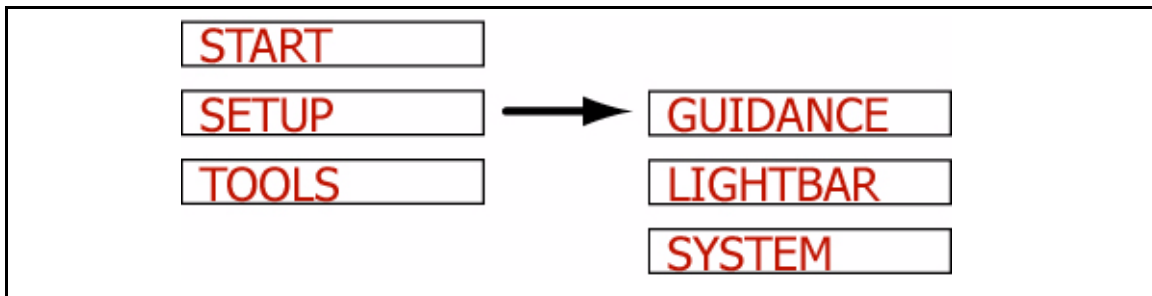 START
SETUP
TOOLS
GUIDANCE
LIGHTBAR
SYSTEM